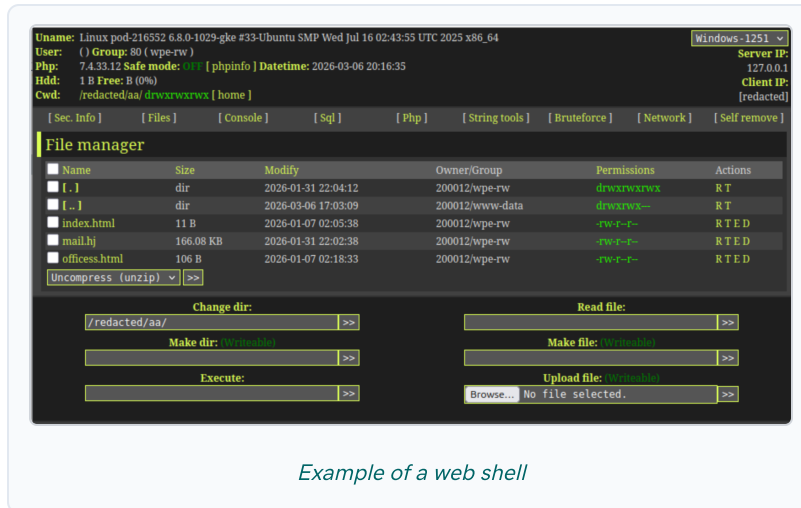 Uname: Linux pod-216552 6.8.0-1029-gke #33-Ubuntu SMP Wed Jul 16 02:43:55 UTC 2025 x86_64 Windows-1251
User: ( ) Group: 80 ( wpe-rw ) Server IP:
Php: 7.4.33.12 Safe mode: OFF [ phpinfo ] Datetime: 2026-03-06 20:16:35 127.0.0.1
Hdd: 1 B Free: B (0%) Client IP:
Cwd: /redacted/aa/ drwxrwxrwx [ home ] [redacted]
[ Sec. Info ] [ Files ] [ Console ] [ Sql ] [ Php ] [ String tools ] [ Bruteforce ] [ Network ] [ Self remove ]
File manager
Name Size Modify Owner/Group Permissions Actions
[ . ] dir 2026-01-31 22:04:12 200012/wpe-rw drwxrwxrwx R T
[ .. ] dir 2026-03-06 17:03:09 200012/www-data drwxrwx--- R T
index.html 11 B 2026-01-07 02:05:38 200012/wpe-rw -rw-r--r-- R T E D
mail.hj 166.08 KB 2026-01-31 22:02:38 200012/wpe-rw -rw-r--r-- R T E D
officess.html 106 B 2026-01-07 02:18:33 200012/wpe-rw -rw-r--r-- R T E D
Uncompress (unzip) >>
Change dir: Read file:
/redacted/aa/ >> >>
Make dir: (Writeable) Make file: (Writeable)
>> >>
Execute: Upload file: (Writeable)
>> Browse... No file selected. >>
Example of a web shell